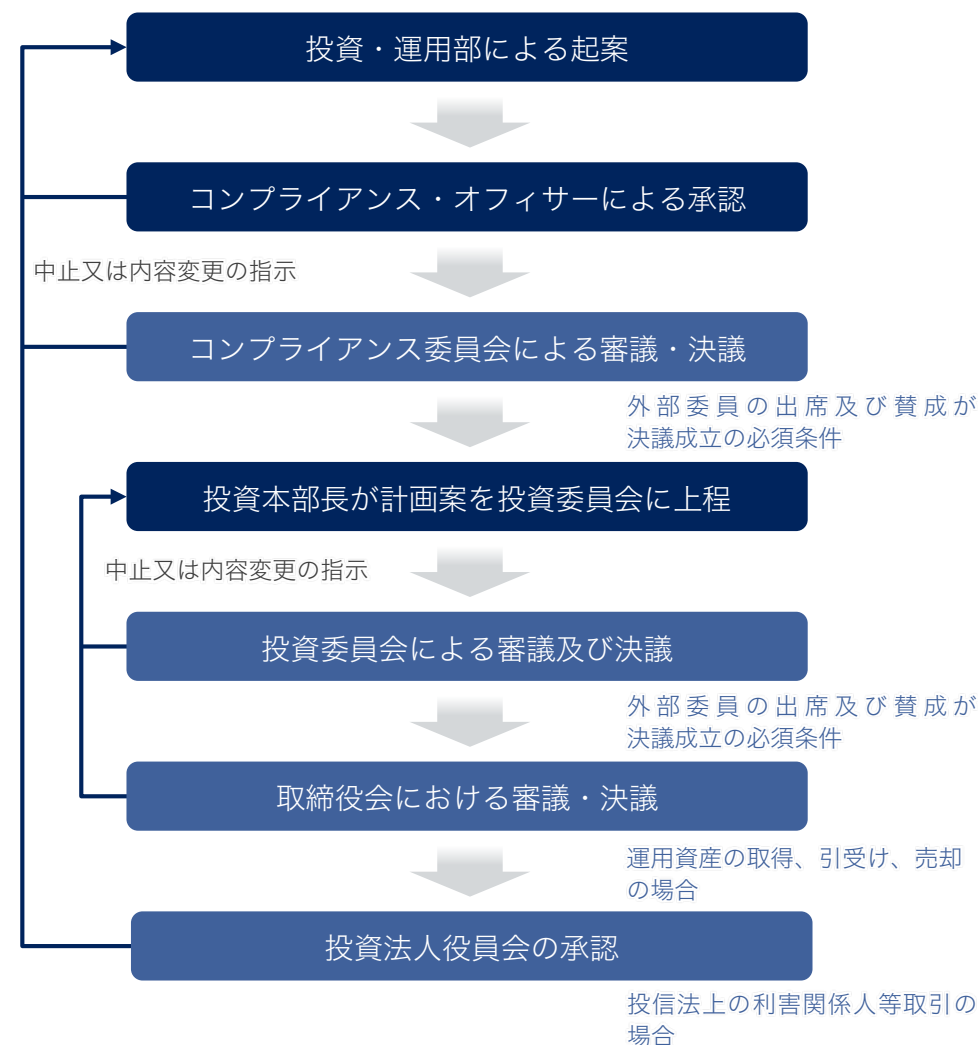 投資・運用部による起案
コンプライアンス・オフィサーによる承認
中止又は内容変更の指示
コンプライアンス委員会による審議・決議
外部委員の出席及び賛成が
決議成立の必須条件
投資本部長が計画案を投資委員会に上程
中止又は内容変更の指示
投資委員会による審議及び決議
外部委員の出席及び賛成が
決議成立の必須条件
取締役会における審議・決議
運用資産の取得、引受け、売却
の場合
投資法人役員会の承認
投信法上の利害関係人等取引の
場合